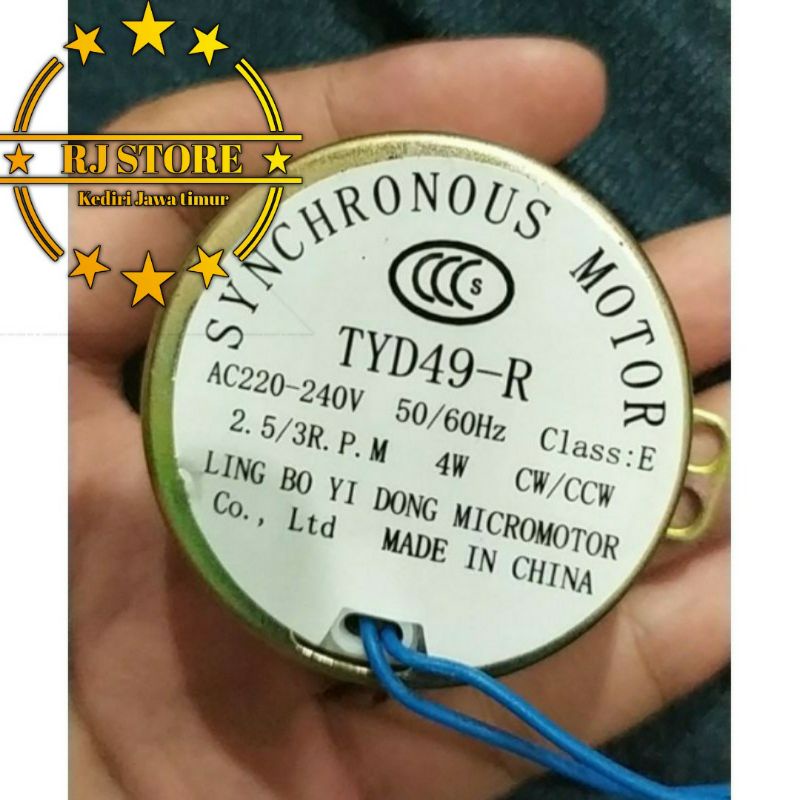 RJ STORE
Kediri Jawa timur
SYNCHRONOUS MOTOR
CCC S
TYD49-R
AC220-240V 50/60Hz Class:E
2.5/3R.P.M 4W CW/CCW
LING BO YI DONG MICROMOTOR
Co., Ltd MADE IN CHINA